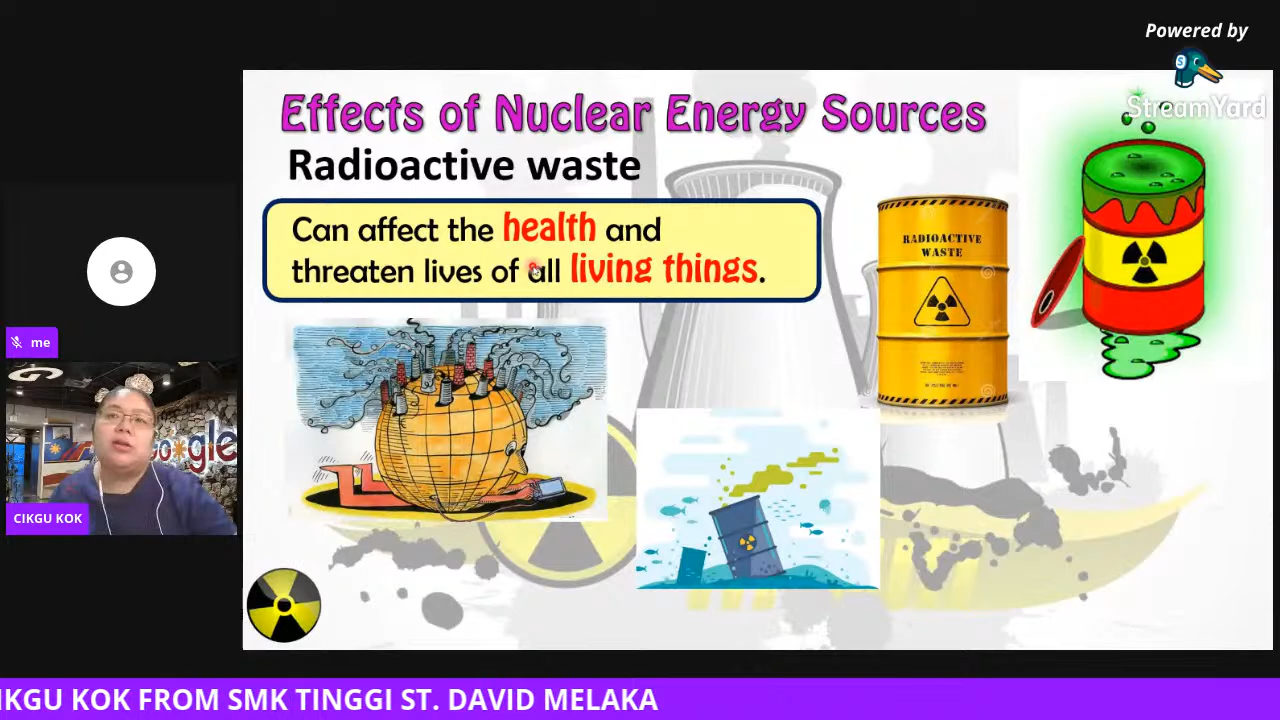 Powered by
StreamYard
Effects of Nuclear Energy Sources
Radioactive waste
Can affect the health and
threaten lives of all living things.
RADIOACTIVE
WASTE
me
Google
CIKGU KOK
IKGU KOK FROM SMK TINGGI ST. DAVID MELAKA